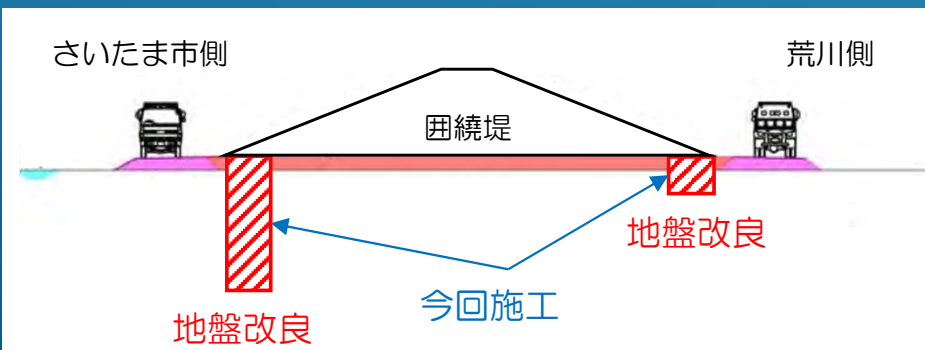 さいたま市側
荒川側
囲繞堤
地盤改良
今回施工
地盤改良